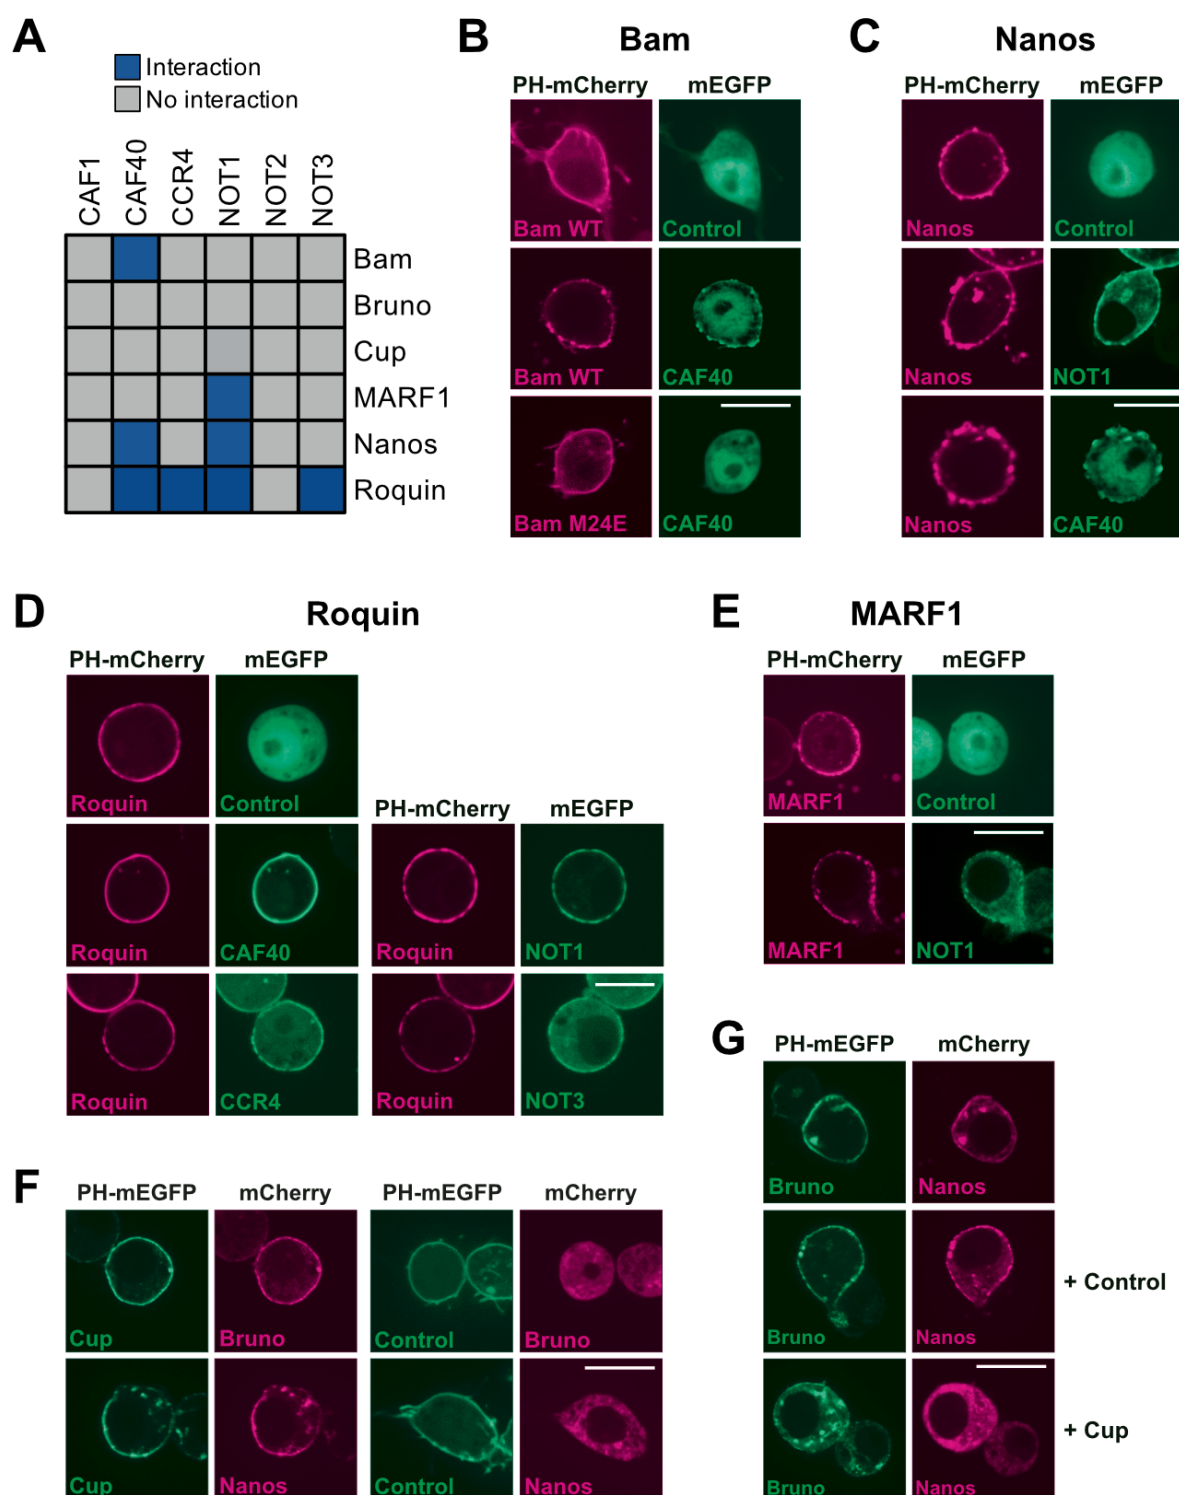 A
Interaction
No interaction
CAF1
CAF40
CCR4
NOT1
NOT2
NOT3
Bam
Bruno
Cup
MARF1
Nanos
Roquin
B
Bam
PH-mCherry mEGFP
Bam WT Control
Bam WT CAF40
Bam M24E CAF40
C
Nanos
PH-mCherry mEGFP
Nanos Control
Nanos NOT1
Nanos CAF40
D
Roquin
PH-mCherry mEGFP
Roquin Control
PH-mCherry mEGFP
Roquin CAF40 Roquin NOT1
Roquin CCR4 Roquin NOT3
E
MARF1
PH-mCherry mEGFP
MARF1 Control
MARF1 NOT1
F
PH-mEGFP mCherry PH-mEGFP mCherry
Cup Bruno Control Bruno
Cup Nanos Control Nanos
G
PH-mEGFP mCherry
Bruno Nanos
Bruno Nanos + Control
Bruno Nanos + Cup